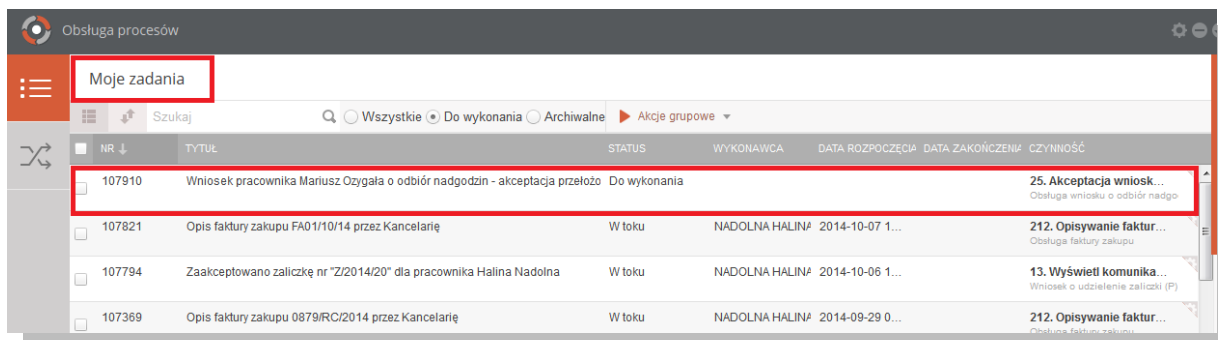 Obsługa procesów
Moje zadania
Szukaj Wszystkie Do wykonania Archiwalne Akcje grupowe
NR ↓ TYTUŁ STATUS WYKONAWCA DATA ROZPOCZĘCIA DATA ZAKOŃCZENIA CZYNNOŚĆ
107910 Wniosek pracownika Mariusz Ozygała o odbiór nadgodzin - akceptacja przełożo Do wykonania 25. Akceptacja wniosk...
Obsługa wniosku o odbiór nadgo
107821 Opis faktury zakupu FA01/10/14 przez Kancelarię W toku NADOLNA HALINA 2014-10-07 1... 212. Opisywanie faktur...
Obsługa faktury zakupu
107794 Zaakceptowano zaliczkę nr "Z/2014/20" dla pracownika Halina Nadolna W toku NADOLNA HALINA 2014-10-06 1... 13. Wyświetl komunika...
Wniosek o udzielenie zaliczki (P)
107369 Opis faktury zakupu 0879/RC/2014 przez Kancelarię W toku NADOLNA HALINA 2014-09-29 0... 212. Opisywanie faktur...
Obsługa faktury zakupu